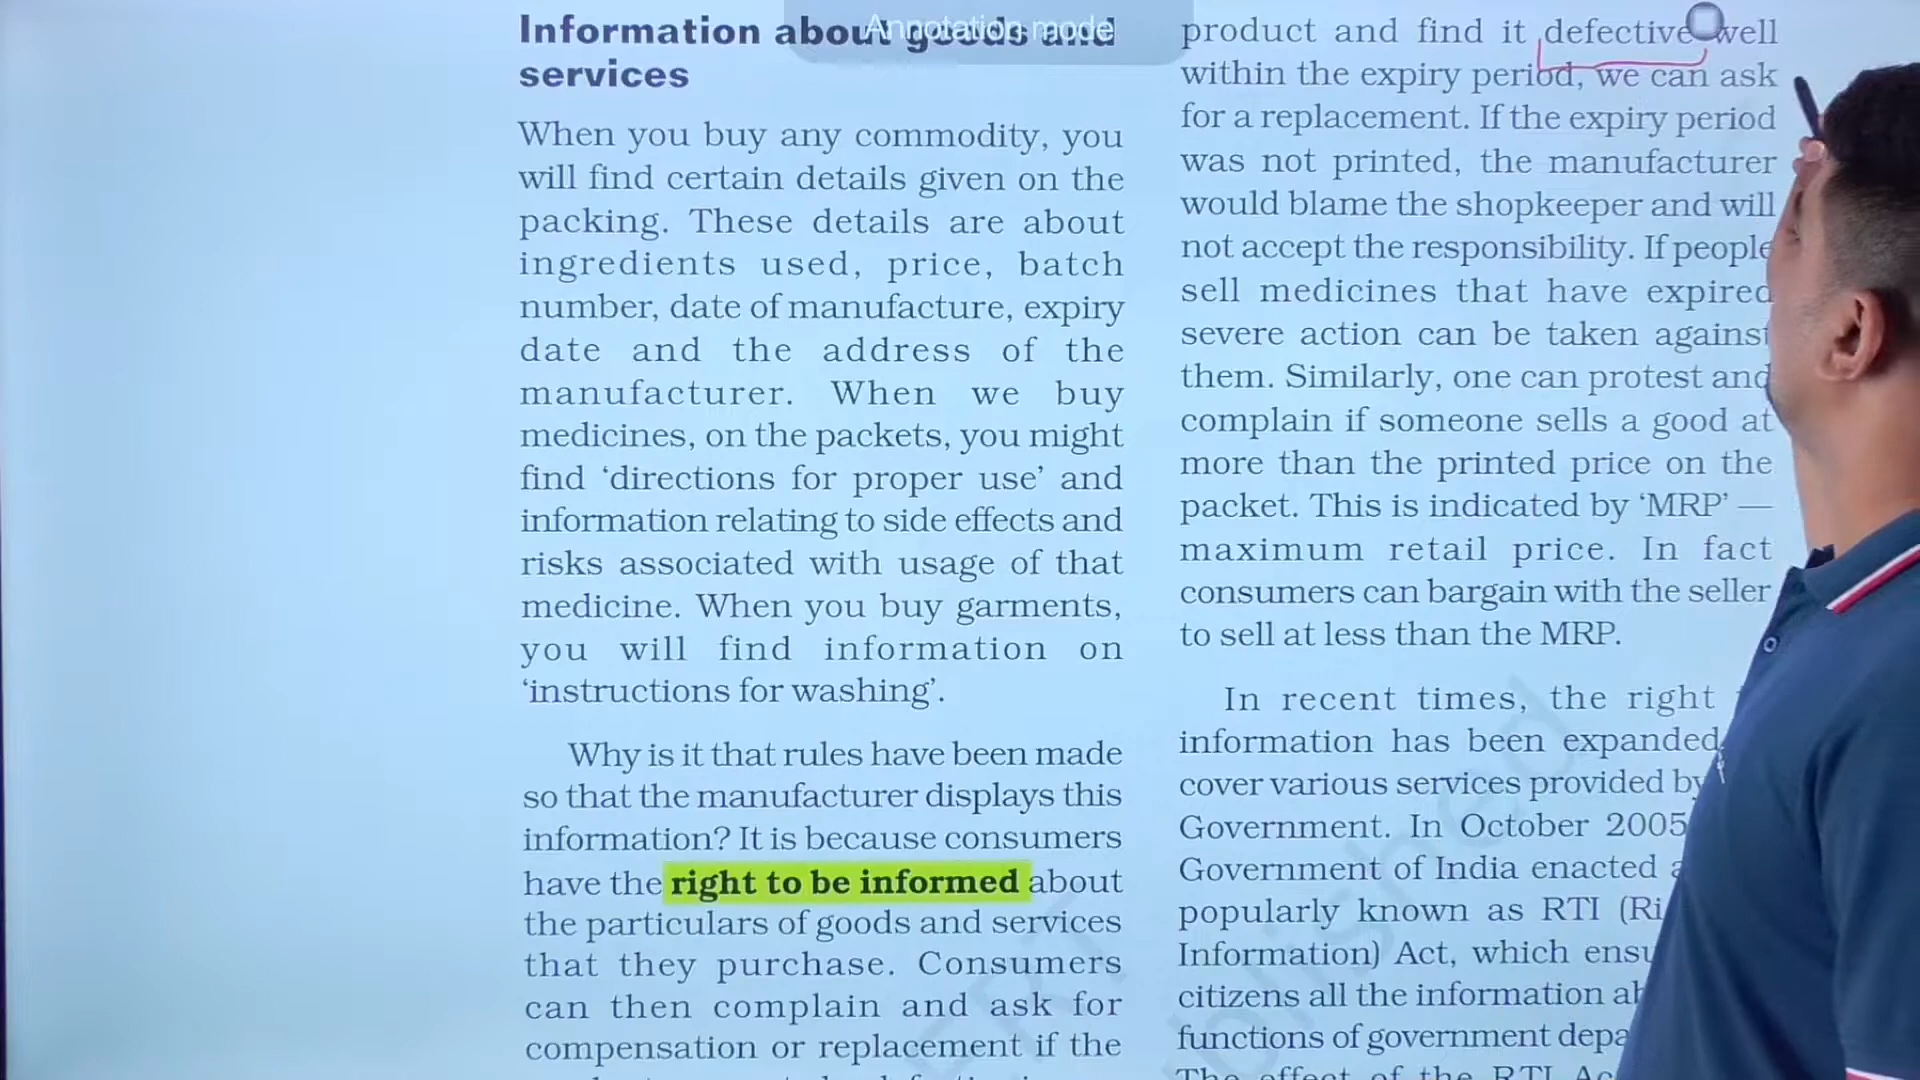 Annotation mode
Information about goods and
services
When you buy any commodity, you
will find certain details given on the
packing. These details are about
ingredients used, price, batch
number, date of manufacture, expiry
date and the address of the
manufacturer. When we buy
medicines, on the packets, you might
find ‘directions for proper use’ and
information relating to side effects and
risks associated with usage of that
medicine. When you buy garments,
you will find information on
‘instructions for washing’.
Why is it that rules have been made
so that the manufacturer displays this
information? It is because consumers
have the right to be informed about
the particulars of goods and services
that they purchase. Consumers
can then complain and ask for
compensation or replacement if the
product and find it defective well
within the expiry period, we can ask
for a replacement. If the expiry period
was not printed, the manufacturer
would blame the shopkeeper and will
not accept the responsibility. If people
sell medicines that have expired
severe action can be taken against
them. Similarly, one can protest and
complain if someone sells a good at
more than the printed price on the
packet. This is indicated by ‘MRP’ —
maximum retail price. In fact
consumers can bargain with the seller
to sell at less than the MRP.
In recent times, the right
information has been expanded
cover various services provided by
Government. In October 2005
Government of India enacted a
popularly known as RTI (Ri
Information) Act, which ensu
citizens all the information ab
functions of government depa
The effect of the RTI Ac